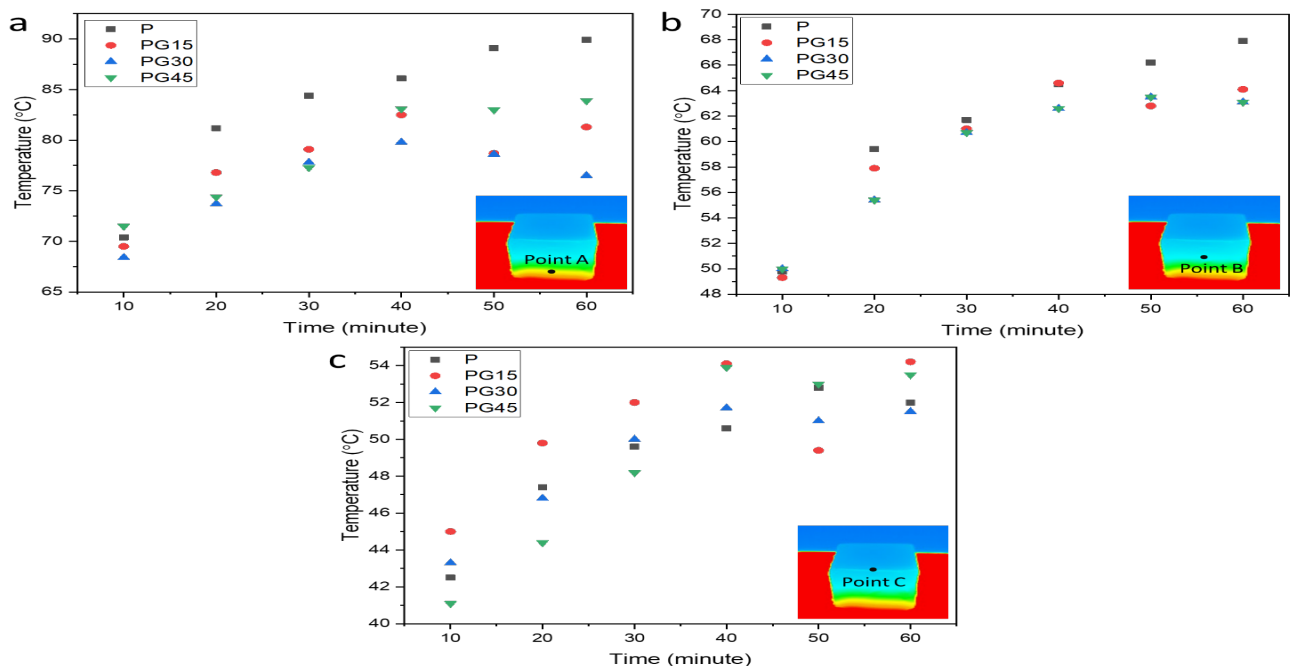 a
P
PG15
PG30
PG45
90
85
80
75
70
65
Temperature (°C)
10 20 30 40 50 60
Time (minute)
Point A
b
P
PG15
PG30
PG45
70
68
66
64
62
60
58
56
54
52
50
48
Temperature (°C)
10 20 30 40 50 60
Time (minute)
Point B
c
P
PG15
PG30
PG45
54
52
50
48
46
44
42
40
Temperature (°C)
10 20 30 40 50 60
Time (minute)
Point C